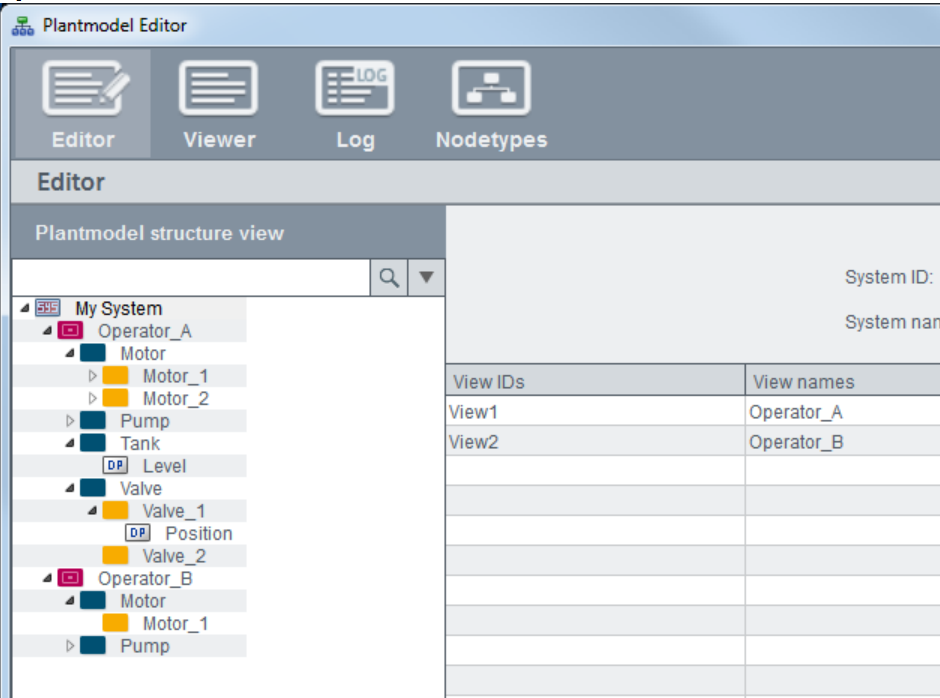 Plantmodel Editor
LOG
Editor Viewer Log Nodetypes
Editor
Plantmodel structure view
System ID:
System nam
SYS My System
Operator_A
Motor
Motor_1
Motor_2
Pump
Tank
DP Level
Valve
Valve_1
DP Position
Valve_2
Operator_B
Motor
Motor_1
Pump
View IDs View names
View1 Operator_A
View2 Operator_B